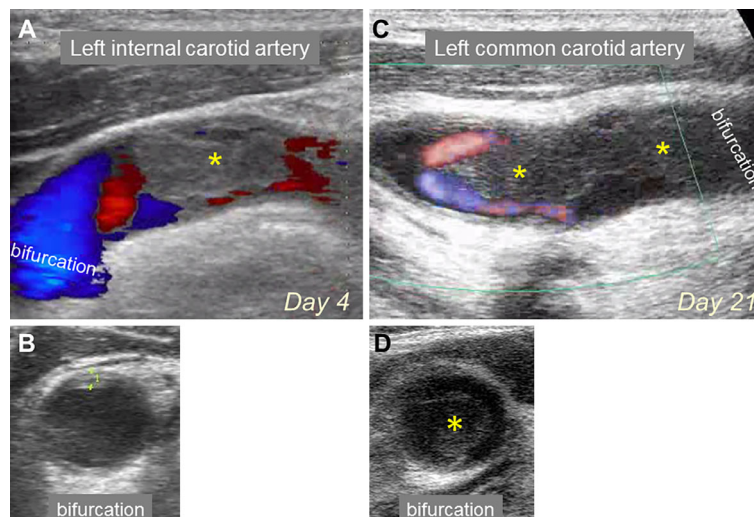 A
Left internal carotid artery
*
bifurcation
Day 4
C
Left common carotid artery
*
*
bifurcation
Day 21
B
bifurcation
D
*
bifurcation